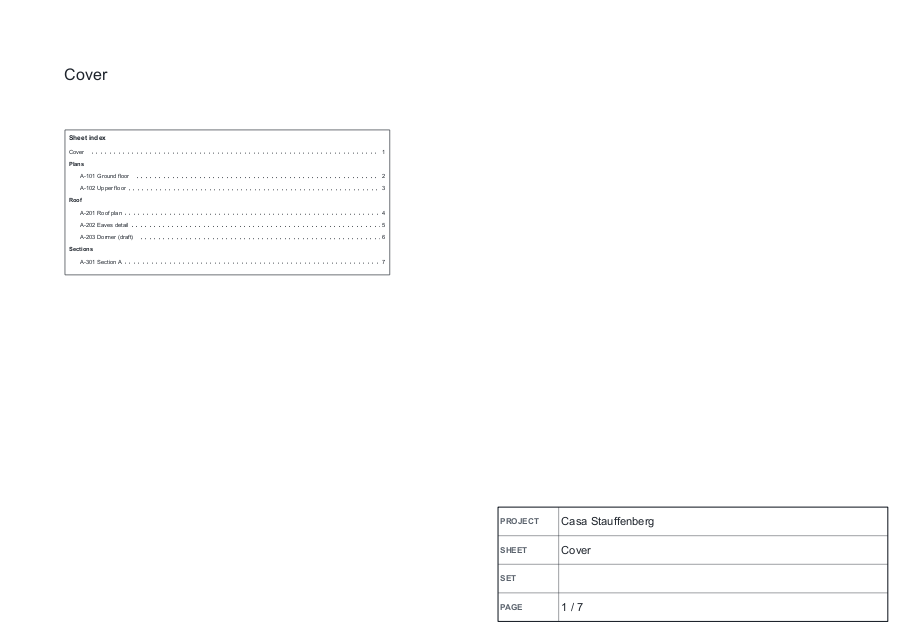 Cover
Sheet index
Cover 1
Plans
A-101 Ground floor 2
A-102 Upper floor 3
Roof
A-201 Roof plan 4
A-202 Eaves detail 5
A-203 Dormer (draft) 6
Sections
A-301 Section A 7
PROJECT Casa Stauffenberg
SHEET Cover
SET
PAGE 1 / 7